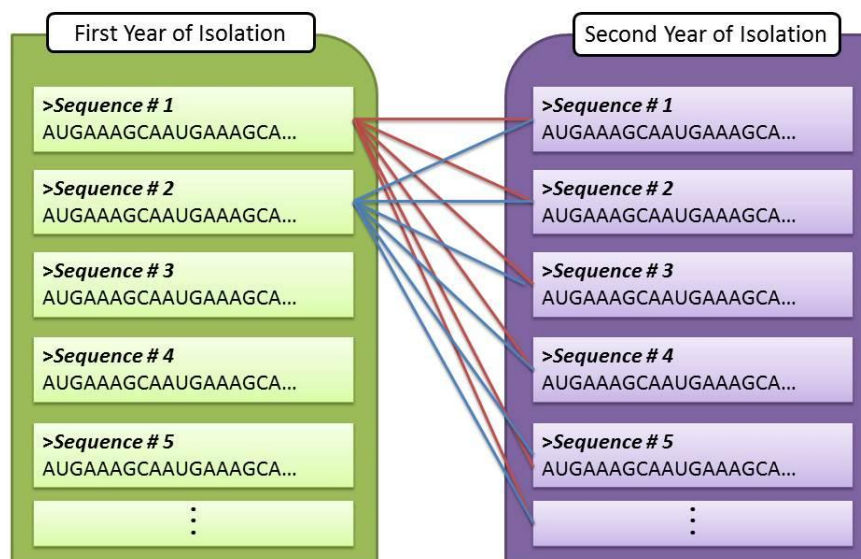 First Year of Isolation
>Sequence # 1
AUGAAAGCAAUGAAAGCA...
>Sequence # 2
AUGAAAGCAAUGAAAGCA...
>Sequence # 3
AUGAAAGCAAUGAAAGCA...
>Sequence # 4
AUGAAAGCAAUGAAAGCA...
>Sequence # 5
AUGAAAGCAAUGAAAGCA...
⋮
Second Year of Isolation
>Sequence # 1
AUGAAAGCAAUGAAAGCA...
>Sequence # 2
AUGAAAGCAAUGAAAGCA...
>Sequence # 3
AUGAAAGCAAUGAAAGCA...
>Sequence # 4
AUGAAAGCAAUGAAAGCA...
>Sequence # 5
AUGAAAGCAAUGAAAGCA...
⋮